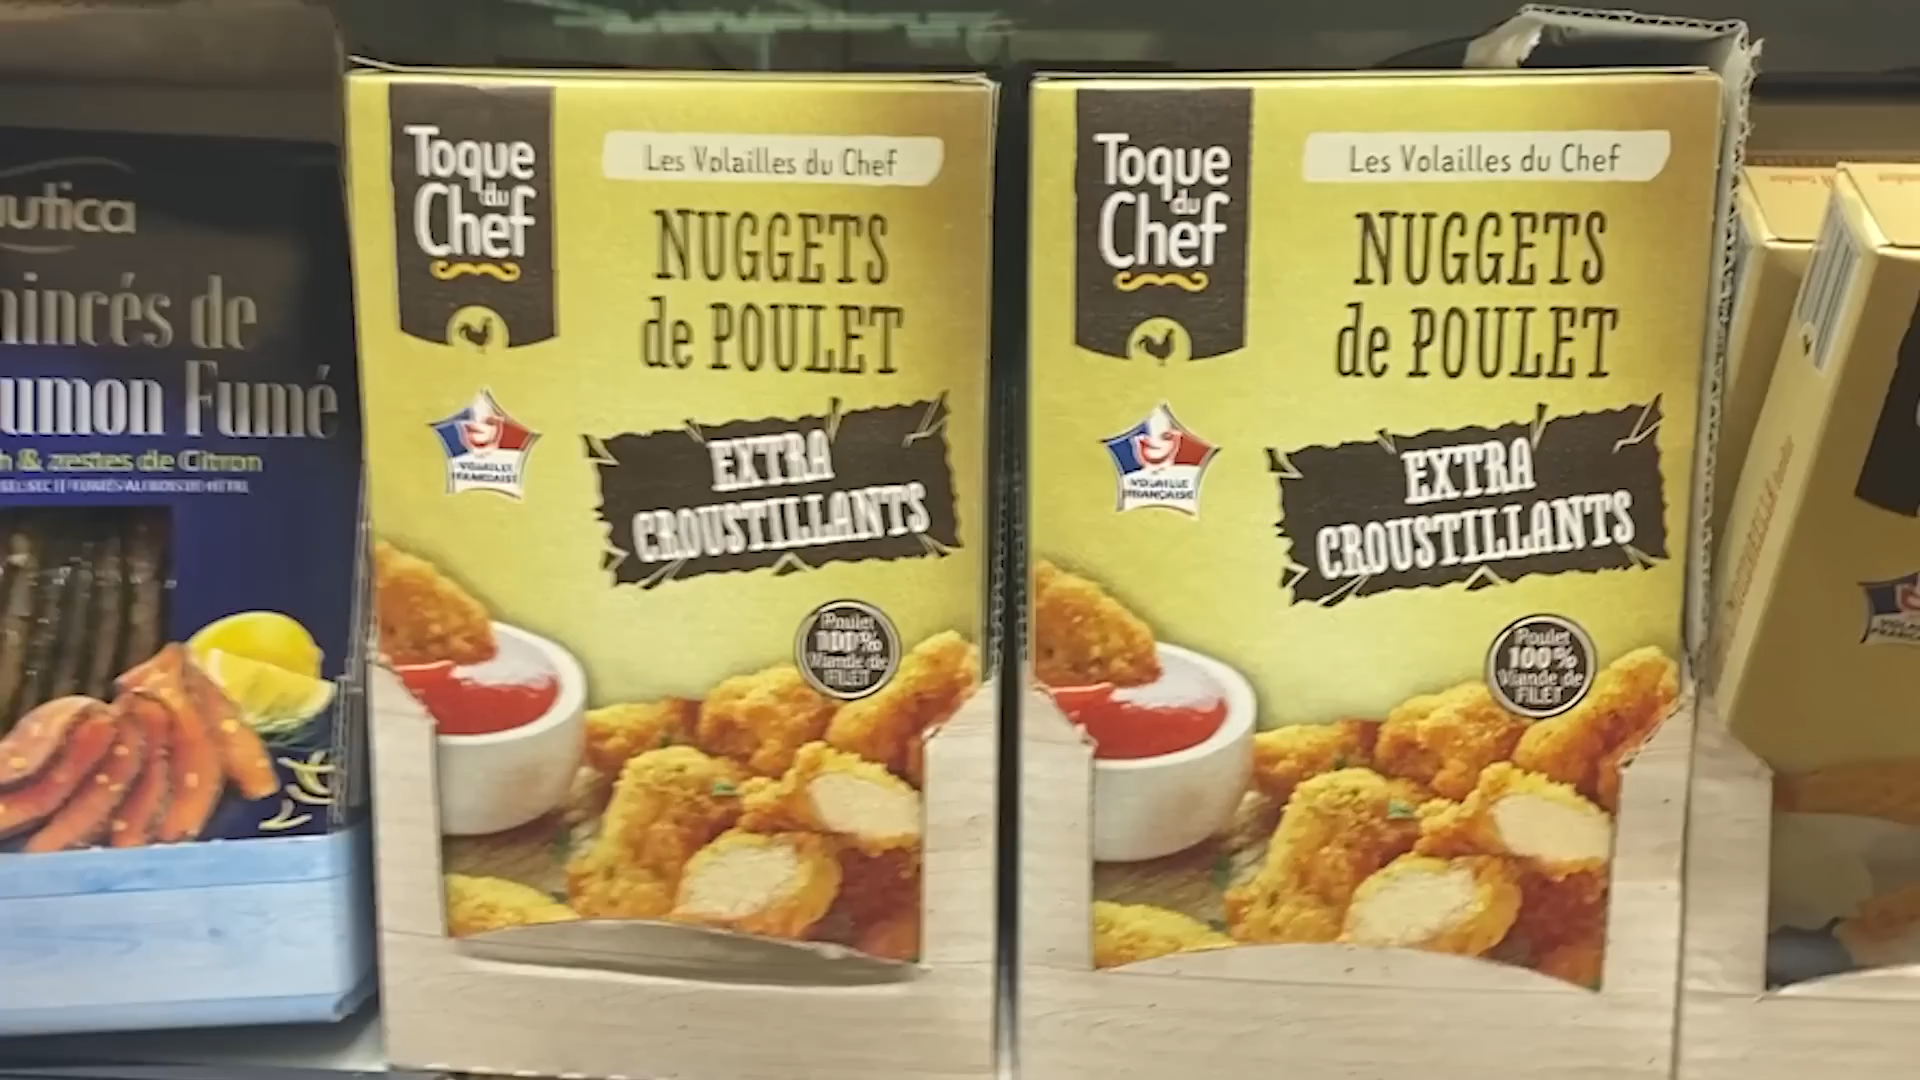 utica
incés de
umon Fumé
h & zestes de Citron
Toque
du
Chef
Les Volailles du Chef
NUGGETS
de POULET
EXTRA
CROUSTILLANTS
VOLAILLE
FRANÇAISE
Poulet
100%
Viande de
FILET
Toque
du
Chef
Les Volailles du Chef
NUGGETS
de POULET
EXTRA
CROUSTILLANTS
VOLAILLE
FRANÇAISE
Poulet
100%
Viande de
FILET